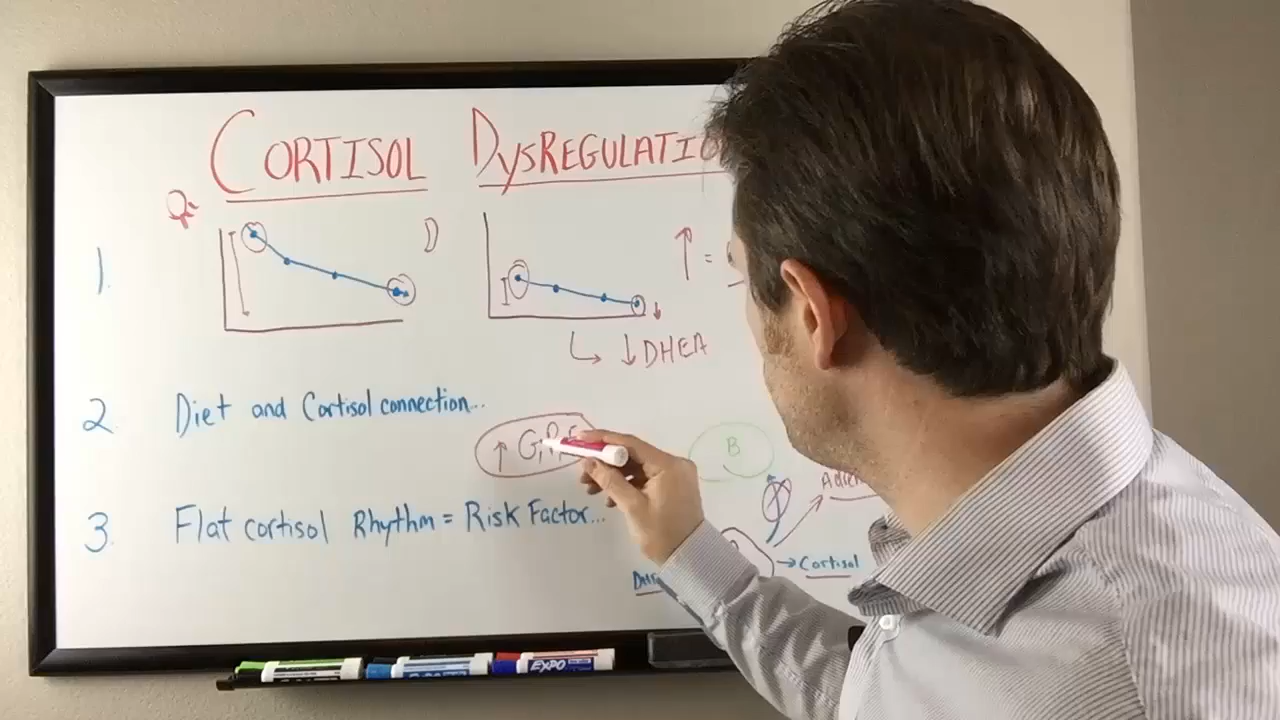 CORTISOL DYSREGULATIO
Q:
1. D ↑ =
↳ ↓ DHEA
2. Diet and Cortisol connection...
↑ G.
B
3. Flat cortisol Rhythm = Risk Factor...
Adren
→ Cortisol
EXPO